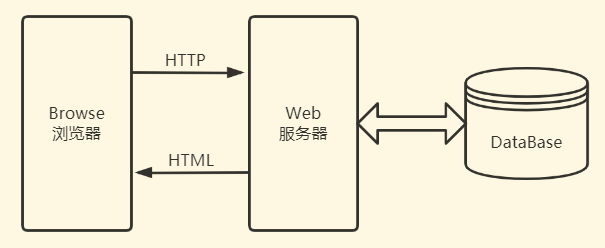 Browse
浏览器
HTTP
HTML
Web
服务器
DataBase